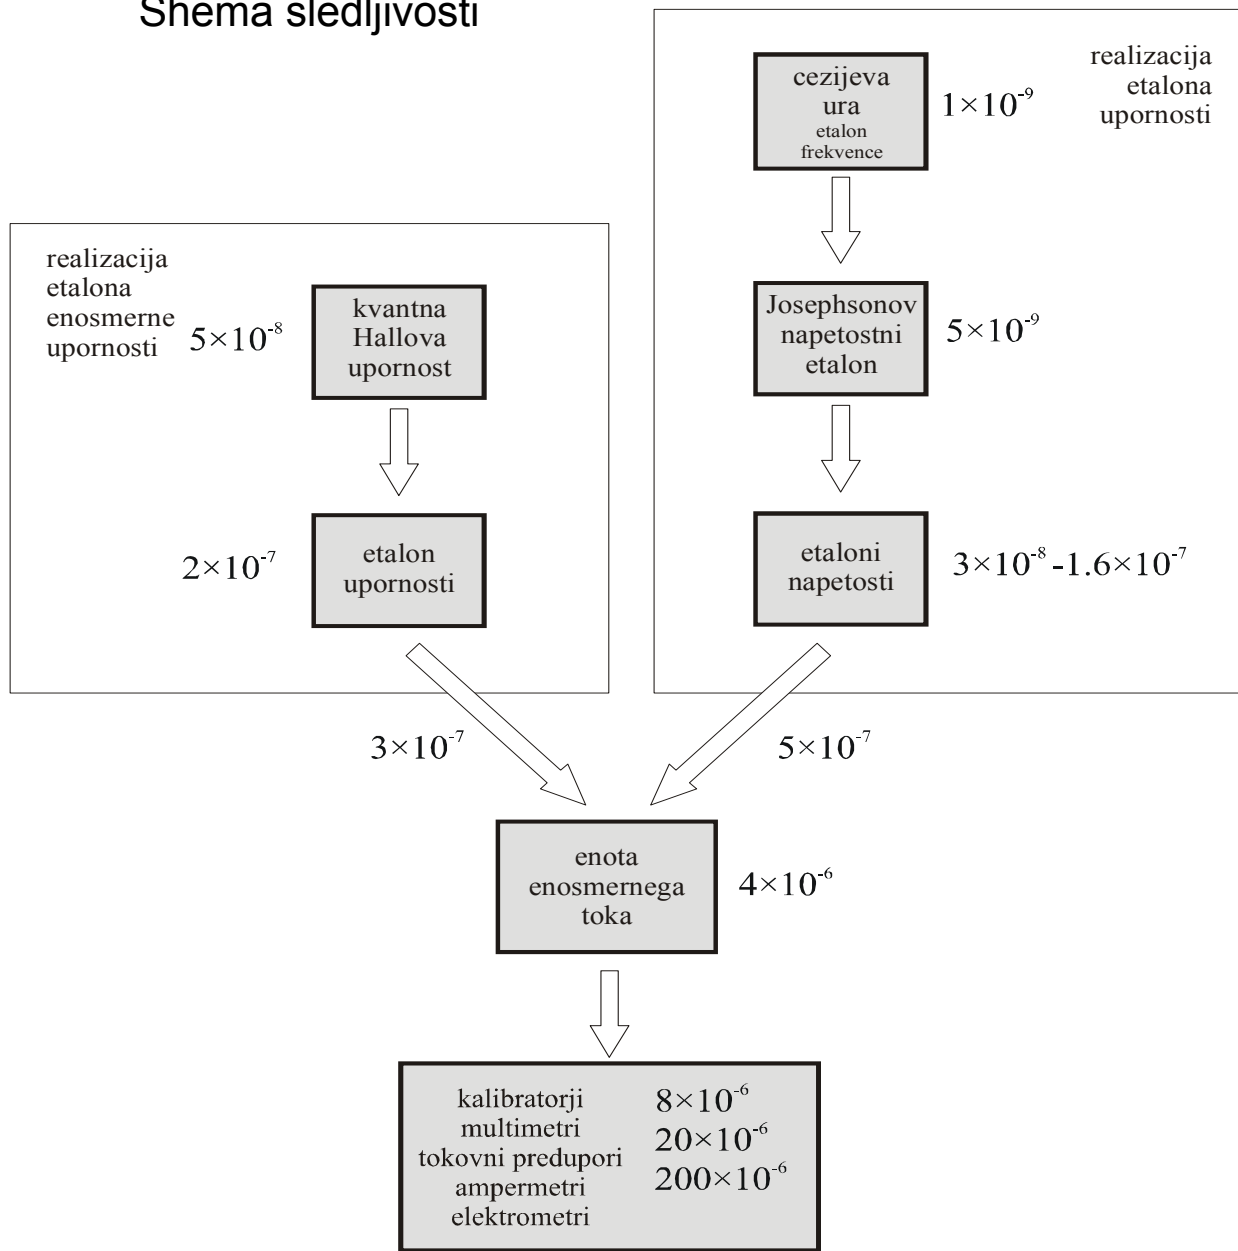 Shema sledljivosti
realizacija
etalona
upornosti
cezijeva
ura
etalon
frekvence
1×10⁻⁹
Josephsonov
napetostni
etalon
5×10⁻⁹
etaloni
napetosti
3×10⁻⁸ -1.6×10⁻⁷
realizacija
etalona
enosmerne
upornosti
5×10⁻⁸
kvantna
Hallova
upornost
2×10⁻⁷
etalon
upornosti
3×10⁻⁷
5×10⁻⁷
enota
enosmernega
toka
4×10⁻⁶
kalibratorji 8×10⁻⁶
multimetri 20×10⁻⁶
tokovni predupori 200×10⁻⁶
ampermetri
elektrometri